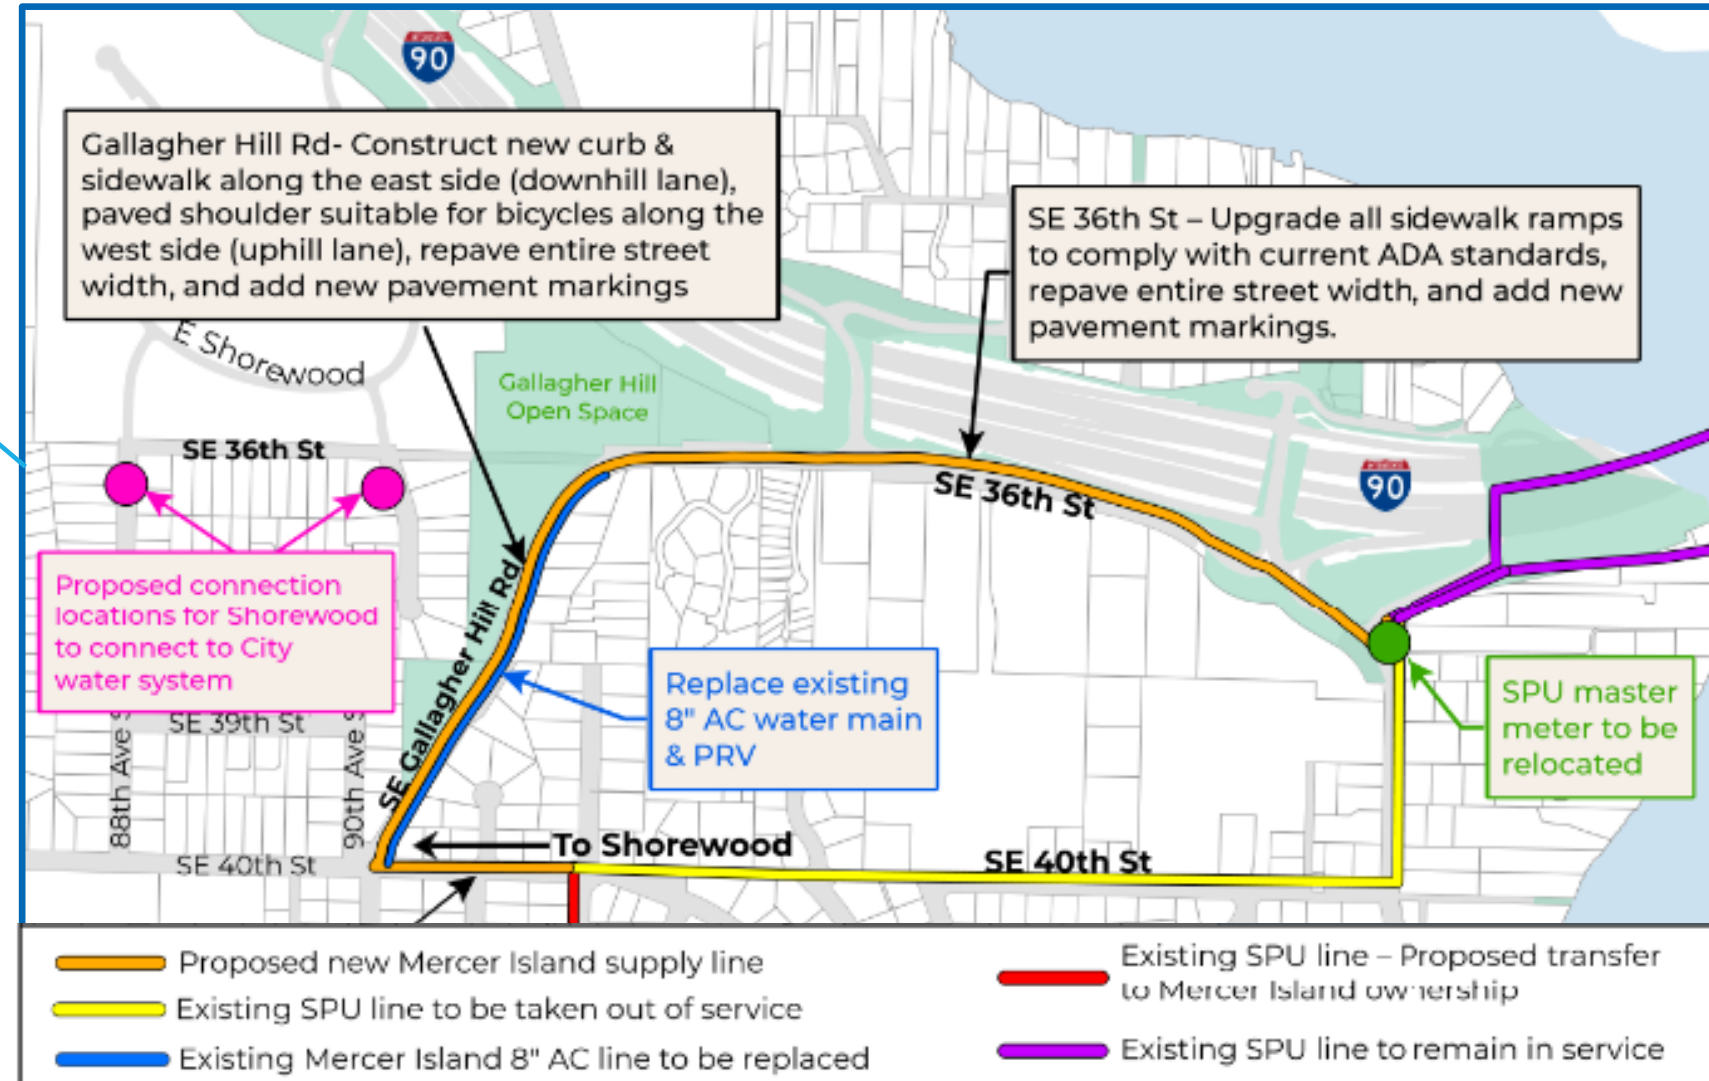 90
Gallagher Hill Rd- Construct new curb &
sidewalk along the east side (downhill lane),
paved shoulder suitable for bicycles along the
west side (uphill lane), repave entire street
width, and add new pavement markings
SE 36th St – Upgrade all sidewalk ramps
to comply with current ADA standards,
repave entire street width, and add new
pavement markings.
E Shorewood
Gallagher Hill
Open Space
SE 36th St
SE 36th St
90
Proposed connection
locations for Shorewood
to connect to City
water system
SE Gallagher Hill Rd
Replace existing
8" AC water main
& PRV
SPU master
meter to be
relocated
SE 39th St
88th Ave S
90th Ave S
To Shorewood
SE 40th St
SE 40th St
Proposed new Mercer Island supply line
Existing SPU line to be taken out of service
Existing Mercer Island 8" AC line to be replaced
Existing SPU line – Proposed transfer
to Mercer Island ownership
Existing SPU line to remain in service